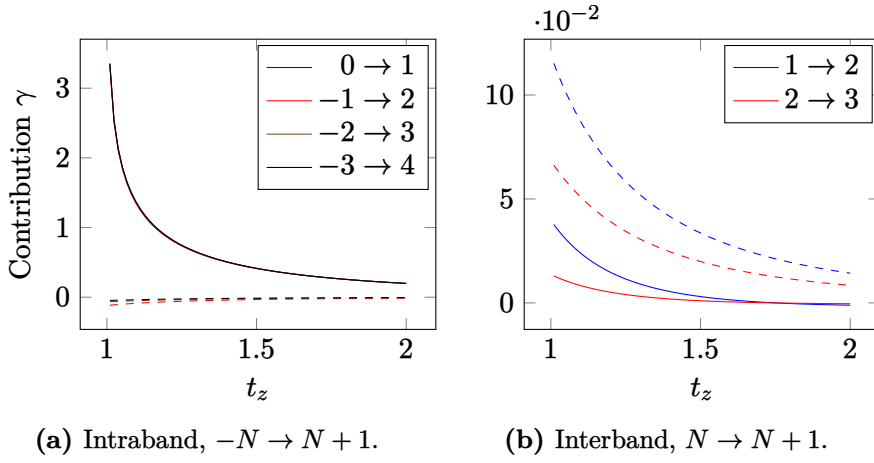 Contribution γ
3
2
1
0
1
1.5
2
t_z
0 → 1
−1 → 2
−2 → 3
−3 → 4
(a) Intraband, −N → N + 1.
·10⁻²
10
5
0
1
1.5
2
t_z
1 → 2
2 → 3
(b) Interband, N → N + 1.